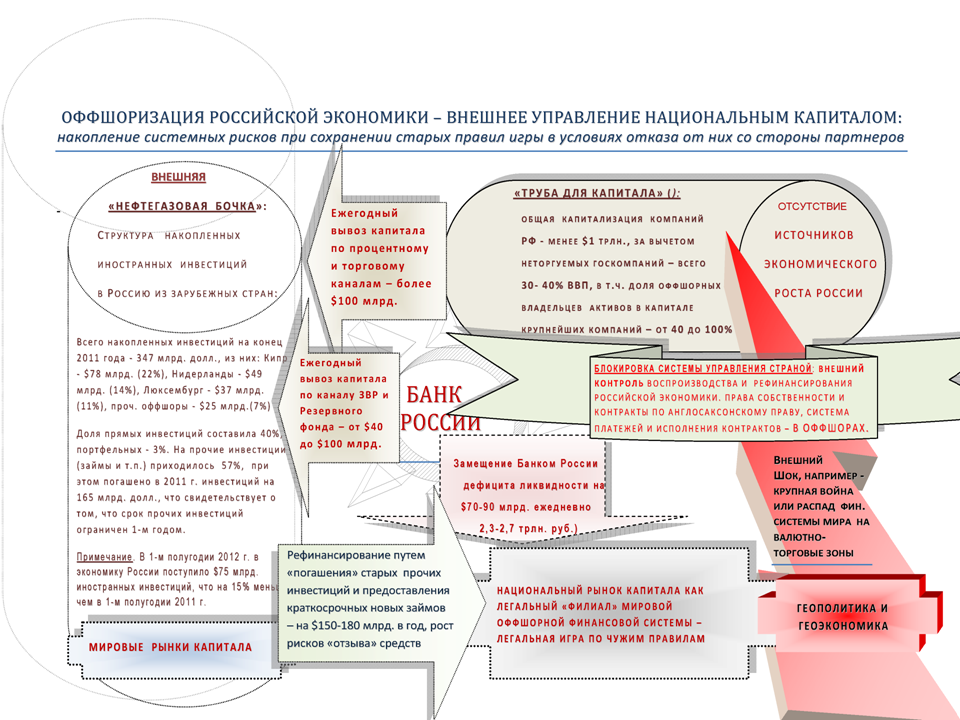 ОФФШОРИЗАЦИЯ РОССИЙСКОЙ ЭКОНОМИКИ – ВНЕШНЕЕ УПРАВЛЕНИЕ НАЦИОНАЛЬНЫМ КАПИТАЛОМ:
накопление системных рисков при сохранении старых правил игры в условиях отказа от них со стороны партнеров
ВНЕШНЯЯ
«НЕФТЕГАЗОВАЯ БОЧКА»:
СТРУКТУРА НАКОПЛЕННЫХ
ИНОСТРАННЫХ ИНВЕСТИЦИЙ
В РОССИЮ ИЗ ЗАРУБЕЖНЫХ СТРАН:
Всего накопленных инвестиций на конец
2011 года - 347 млрд. долл., из них: Кипр
- $78 млрд. (22%), Нидерланды - $49
млрд. (14%), Люксембург - $37 млрд.
(11%), проч. оффшоры - $25 млрд.(7%)
Доля прямых инвестиций составила 40%,
портфельных - 3%. На прочие инвестиции
(займы и т.п.) приходилось 57%, при
этом погашено в 2011 г. инвестиций на
165 млрд. долл., что свидетельствует о
том, что срок прочих инвестиций
ограничен 1-м годом.
Примечание. В 1-м полугодии 2012 г. в
экономику России поступило $75 млрд.
иностранных инвестиций, что на 15% мень
чем в 1-м полугодии 2011 г.
МИРОВЫЕ РЫНКИ КАПИТАЛА
Ежегодный
вывоз капитала
по процентному
и торговому
каналам – более
$100 млрд.
Ежегодный
вывоз капитала
по каналу ЗВР и
Резервного
фонда – от $40
до $100 млрд.
БАНК
РОССИИ
«ТРУБА ДЛЯ КАПИТАЛА» ():
ОБЩАЯ КАПИТАЛИЗАЦИЯ КОМПАНИЙ
РФ - МЕНЕЕ $1 ТРЛН., ЗА ВЫЧЕТОМ
НЕТОРГУЕМЫХ ГОСКОМПАНИЙ – ВСЕГО
30- 40% ВВП, В Т.Ч. ДОЛЯ ОФФШОРНЫХ
ВЛАДЕЛЬЦЕВ АКТИВОВ В КАПИТАЛЕ
КРУПНЕЙШИХ КОМПАНИЙ – ОТ 40 ДО 100%
ОТСУТСТВИЕ
ИСТОЧНИКОВ
ЭКОНОМИЧЕСКОГО
РОСТА РОССИИ
БЛОКИРОВКА СИСТЕМЫ УПРАВЛЕНИЯ СТРАНОЙ: ВНЕШНИЙ
КОНТРОЛЬ ВОСПРОИЗВОДСТВА И РЕФИНАНСИРОВАНИЯ
РОССИЙСКОЙ ЭКОНОМИКИ. ПРАВА СОБСТВЕННОСТИ И
КОНТРАКТЫ ПО АНГЛОСАКСОНСКОМУ ПРАВУ, СИСТЕМА
ПЛАТЕЖЕЙ И ИСПОЛНЕНИЯ КОНТРАКТОВ – В ОФФШОРАХ.
Замещение Банком России
дефицита ликвидности на
$70-90 млрд. ежедневно
2,3-2,7 трлн. руб.)
ВНЕШНИЙ
ШОК, НАПРИМЕР -
КРУПНАЯ ВОЙНА
ИЛИ РАСПАД ФИН.
СИСТЕМЫ МИРА НА
ВАЛЮТНО-
ТОРГОВЫЕ ЗОНЫ
Рефинансирование путем
«погашения» старых прочих
инвестиций и предоставления
краткосрочных новых займов
– на $150-180 млрд. в год, рост
рисков «отзыва» средств
НАЦИОНАЛЬНЫЙ РЫНОК КАПИТАЛА КАК
ЛЕГАЛЬНЫЙ «ФИЛИАЛ» МИРОВОЙ
ОФФШОРНОЙ ФИНАНСОВОЙ СИСТЕМЫ –
ЛЕГАЛЬНАЯ ИГРА ПО ЧУЖИМ ПРАВИЛАМ
ГЕОПОЛИТИКА И
ГЕОЭКОНОМИКА